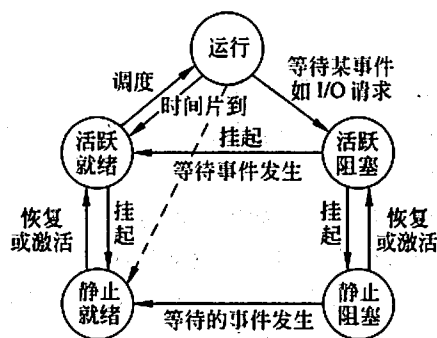 运行
调度
时间片到
等待某事件
如 I/O 请求
活跃
就绪
挂起
等待事件发生
活跃
阻塞
恢复
或激活
挂
起
挂
起
恢复
或激活
静止
就绪
等待的事件发生
静止
阻塞